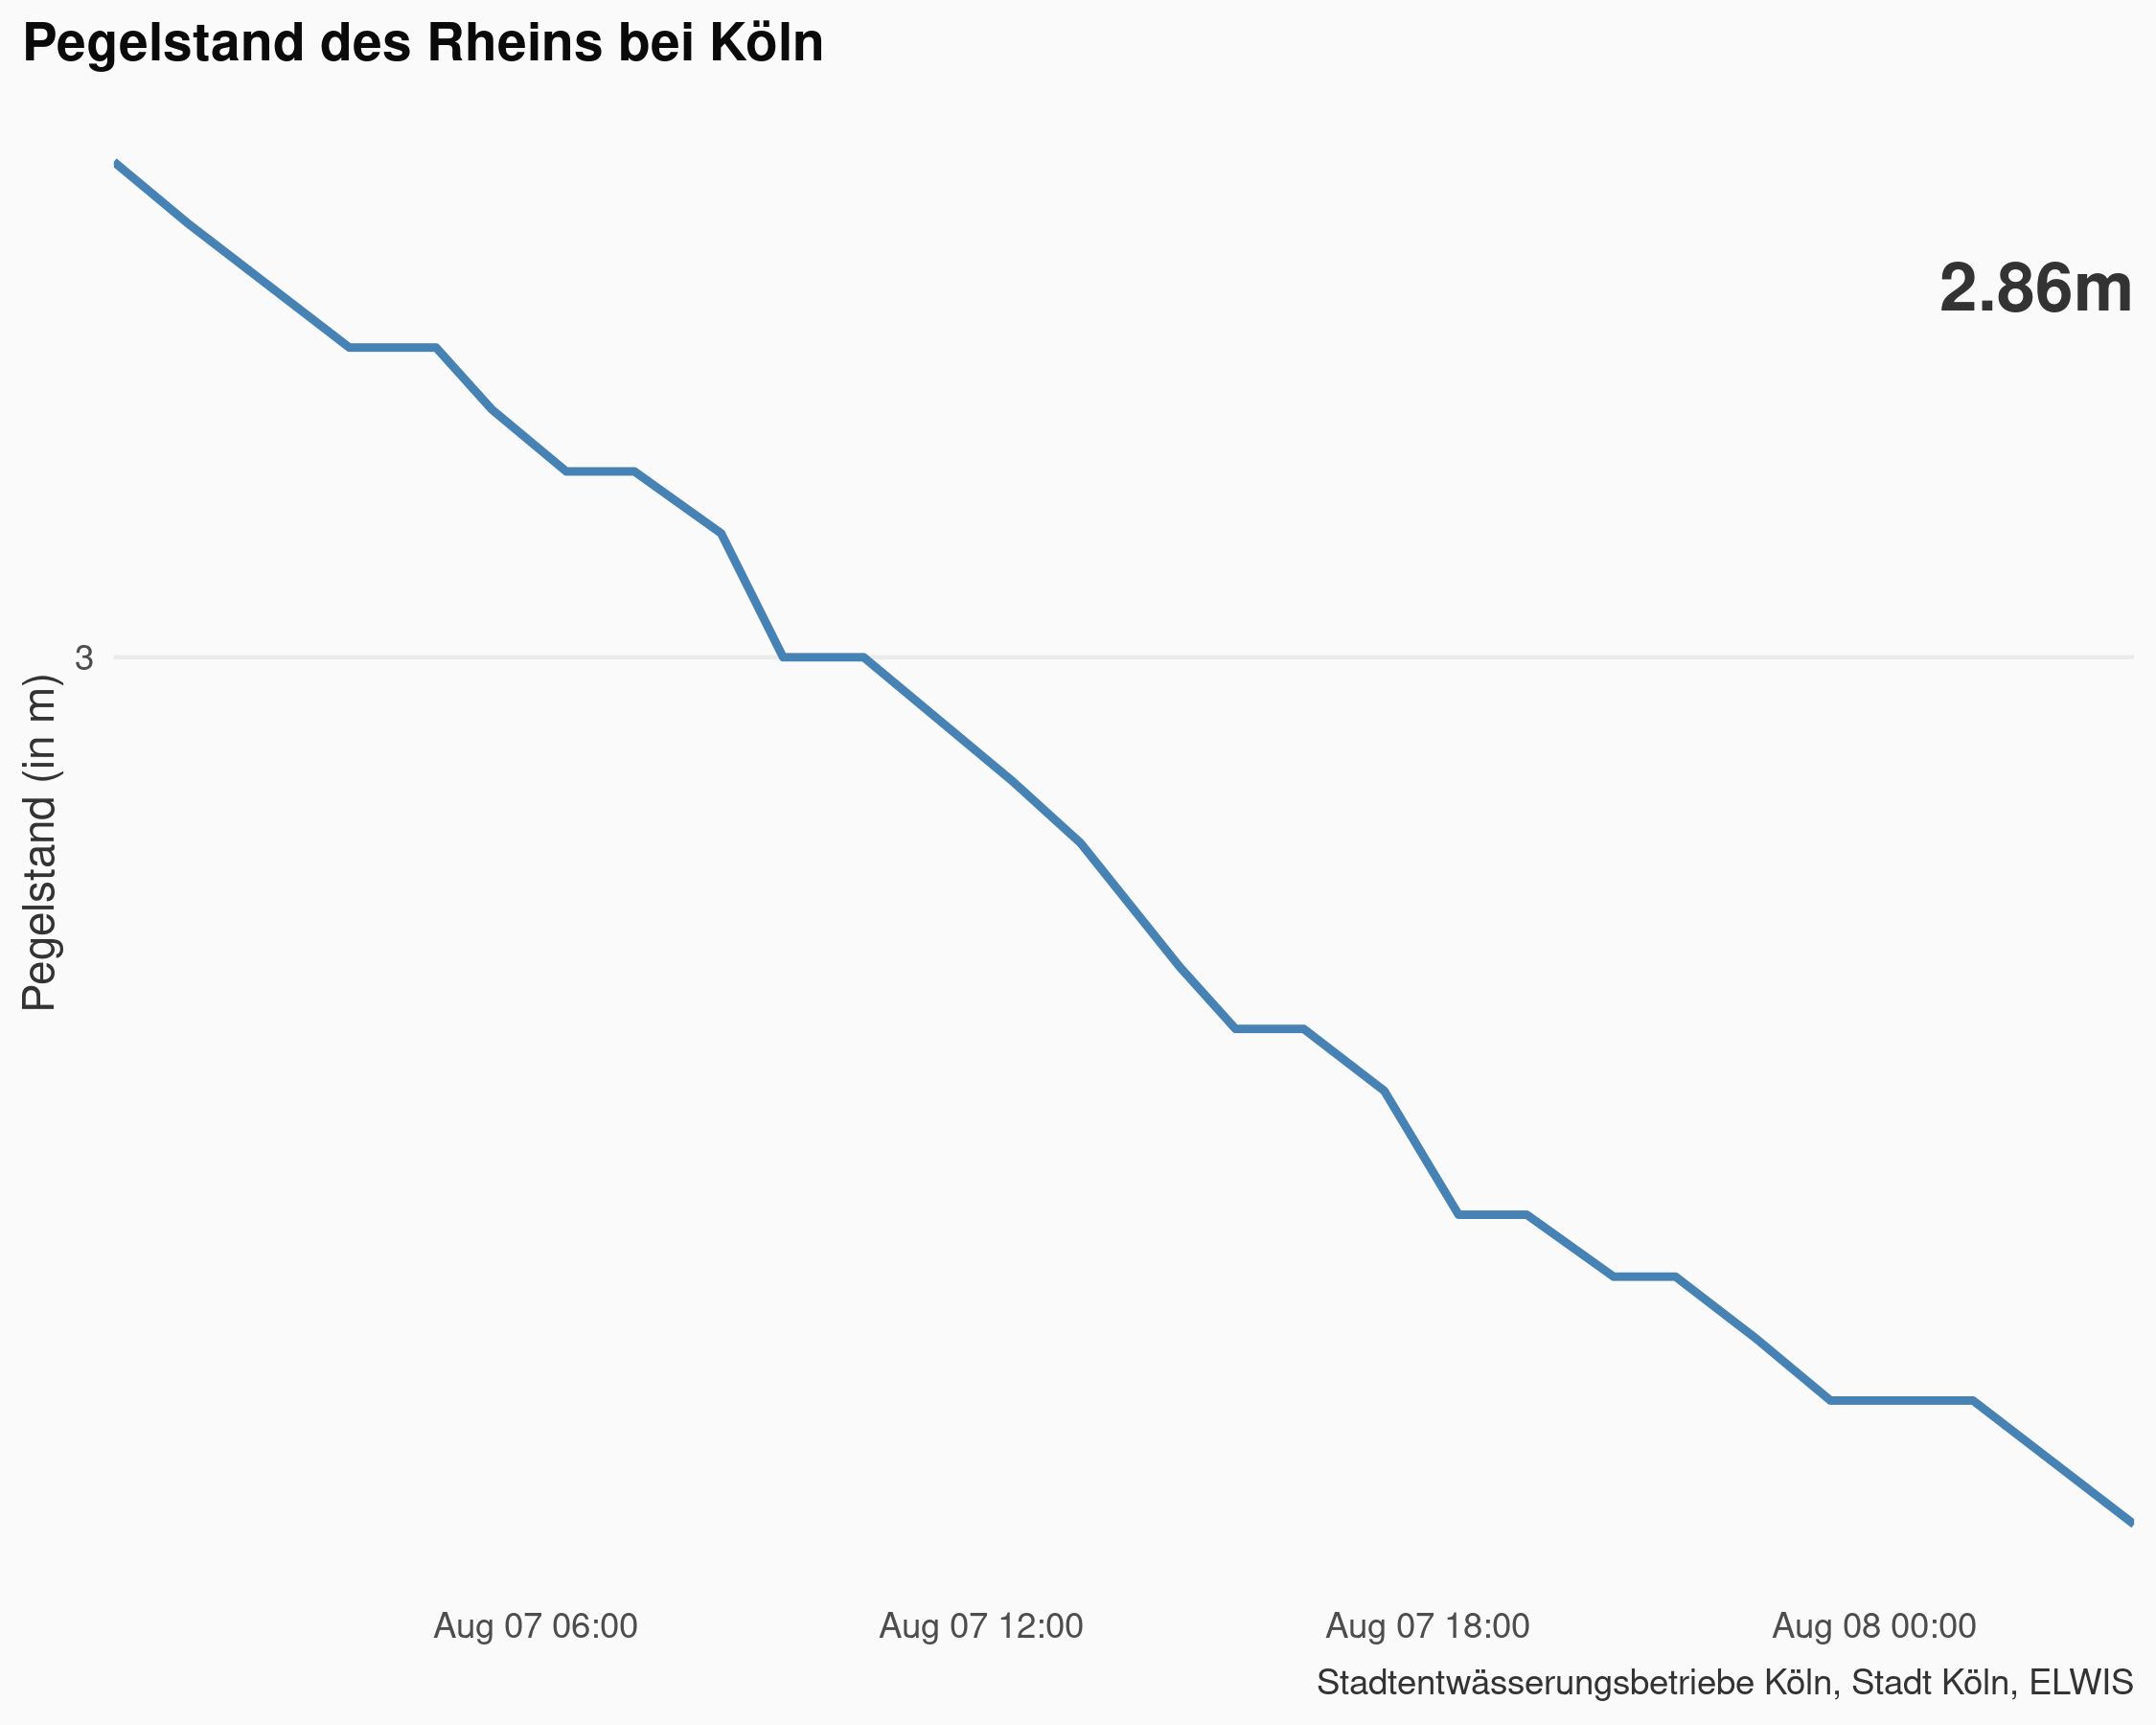 Pegelstand des Rheins bei Köln
2.86m
3
Pegelstand (in m)
Aug 07 06:00 Aug 07 12:00 Aug 07 18:00 Aug 08 00:00
Stadtentwässerungsbetriebe Köln, Stadt Köln, ELWIS